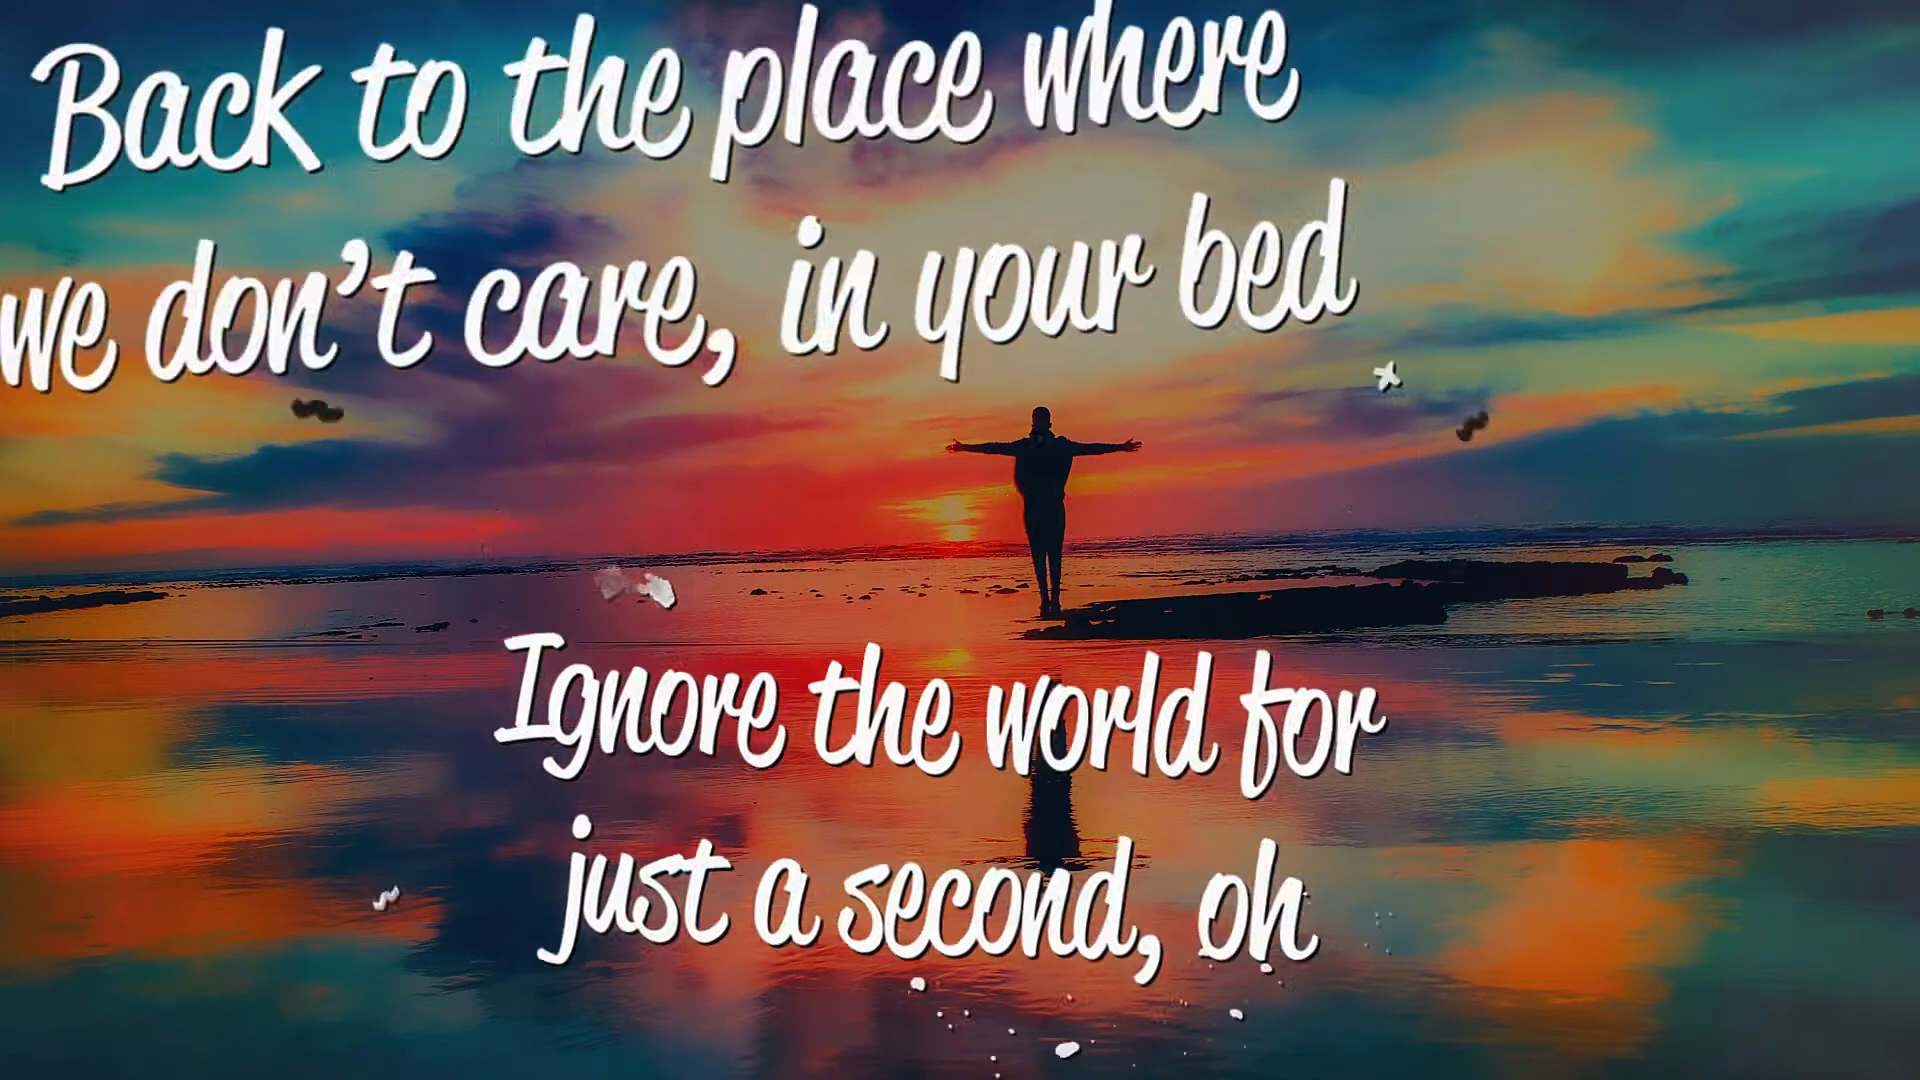 Back to the place where
we don't care, in your bed
Ignore the world for
just a second, oh